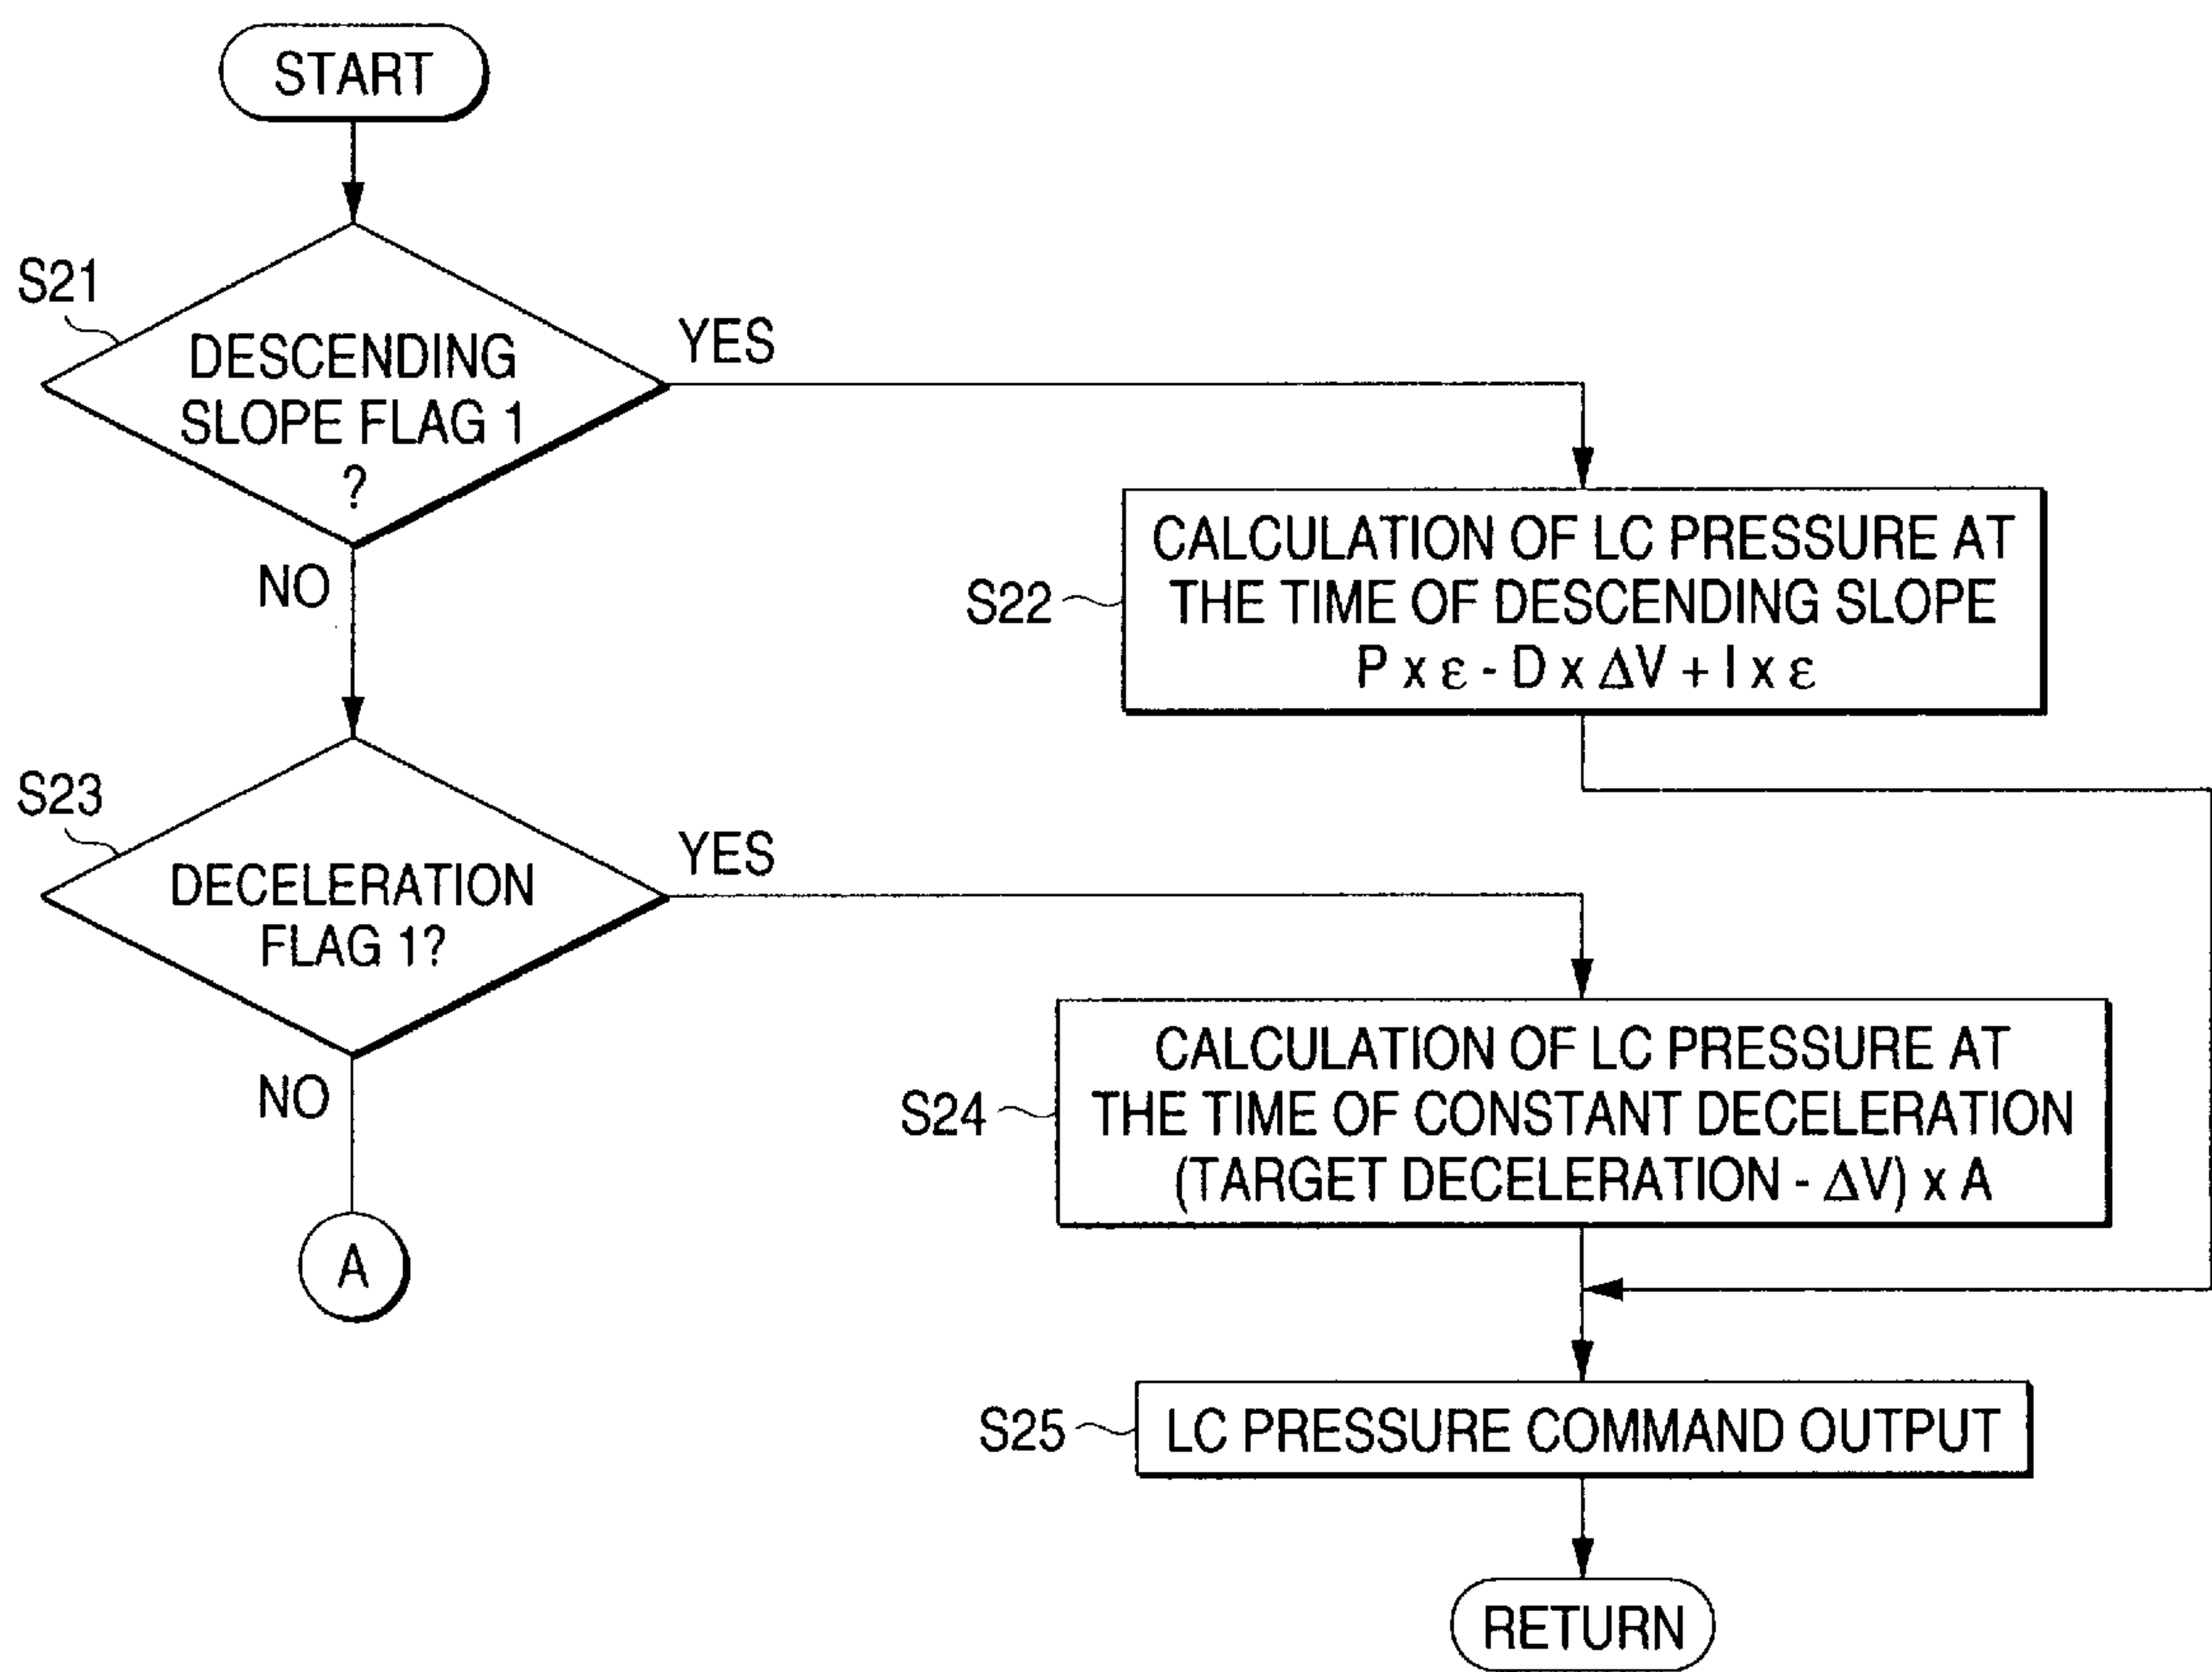 START
S21
DESCENDING
SLOPE FLAG 1
?
YES
NO
S22
CALCULATION OF LC PRESSURE AT
THE TIME OF DESCENDING SLOPE
P x ε - D x ΔV + I x ε
S23
DECELERATION
FLAG 1?
YES
NO
A
S24
CALCULATION OF LC PRESSURE AT
THE TIME OF CONSTANT DECELERATION
(TARGET DECELERATION - ΔV) x A
S25
LC PRESSURE COMMAND OUTPUT
RETURN